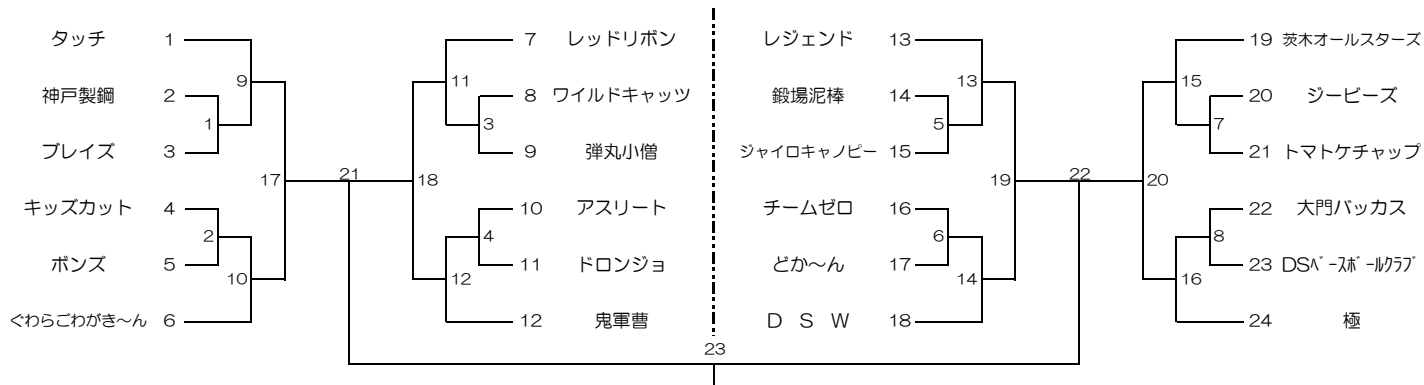 タッチ 1
神戸製鋼 2
ブレイズ 3
キッズカット 4
ボンズ 5
ぐわらごわがき〜ん 6
9
1
2
10
17
21
7 レッドリボン
8 ワイルドキャッツ
9 弾丸小僧
10 アスリート
11 ドロンジョ
12 鬼軍曹
11
3
18
4
12
レジェンド 13
鍛場泥棒 14
ジャイロキャノピー 15
チームゼロ 16
どか〜ん 17
D S W 18
13
5
19
6
14
22
19 茨木オールスターズ
20 ジービーズ
21 トマトケチャップ
22 大門バッカス
23 DSﾍﾞｰｽﾎﾞｰﾙｸﾗﾌﾞ
24 極
15
7
20
8
16
23